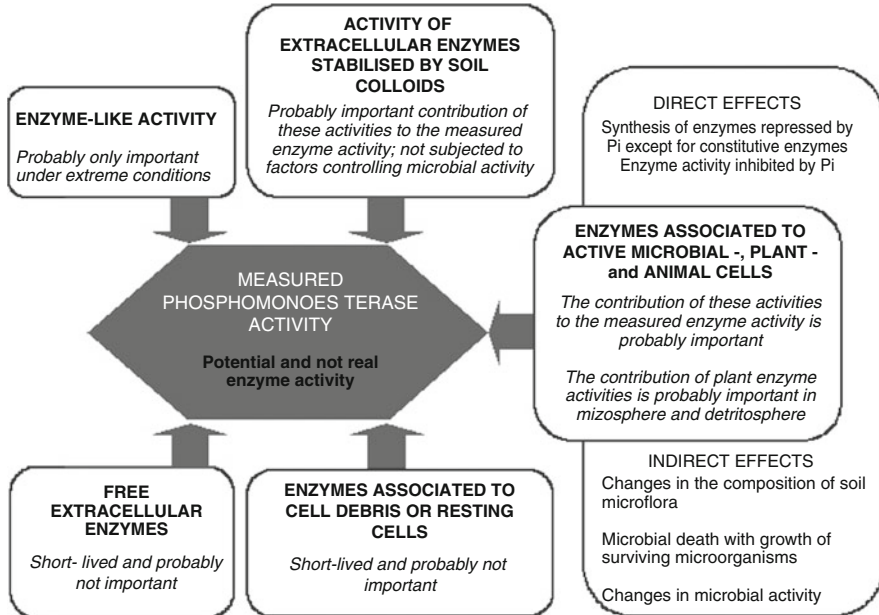 ACTIVITY OF
EXTRACELLULAR ENZYMES
STABILISED BY SOIL
COLLOIDS
Probably important contribution of
these activities to the measured
enzyme activity; not subjected to
factors controlling microbial activity
ENZYME-LIKE ACTIVITY
Probably only important
under extreme conditions
DIRECT EFFECTS
Synthesis of enzymes repressed by
Pi except for constitutive enzymes
Enzyme activity inhibited by Pi
MEASURED
PHOSPHOMONOES TERASE
ACTIVITY
Potential and not real
enzyme activity
ENZYMES ASSOCIATED TO
ACTIVE MICROBIAL -, PLANT -
and ANIMAL CELLS
The contribution of these activities
to the measured enzyme activity is
probably important
The contribution of plant enzyme
activities is probably important in
mizosphere and detritosphere
FREE
EXTRACELLULAR
ENZYMES
Short- lived and probably
not important
ENZYMES ASSOCIATED TO
CELL DEBRIS OR RESTING
CELLS
Short-lived and probably not
important
INDIRECT EFFECTS
Changes in the composition of soil
microflora
Microbial death with growth of
surviving microorganisms
Changes in microbial activity